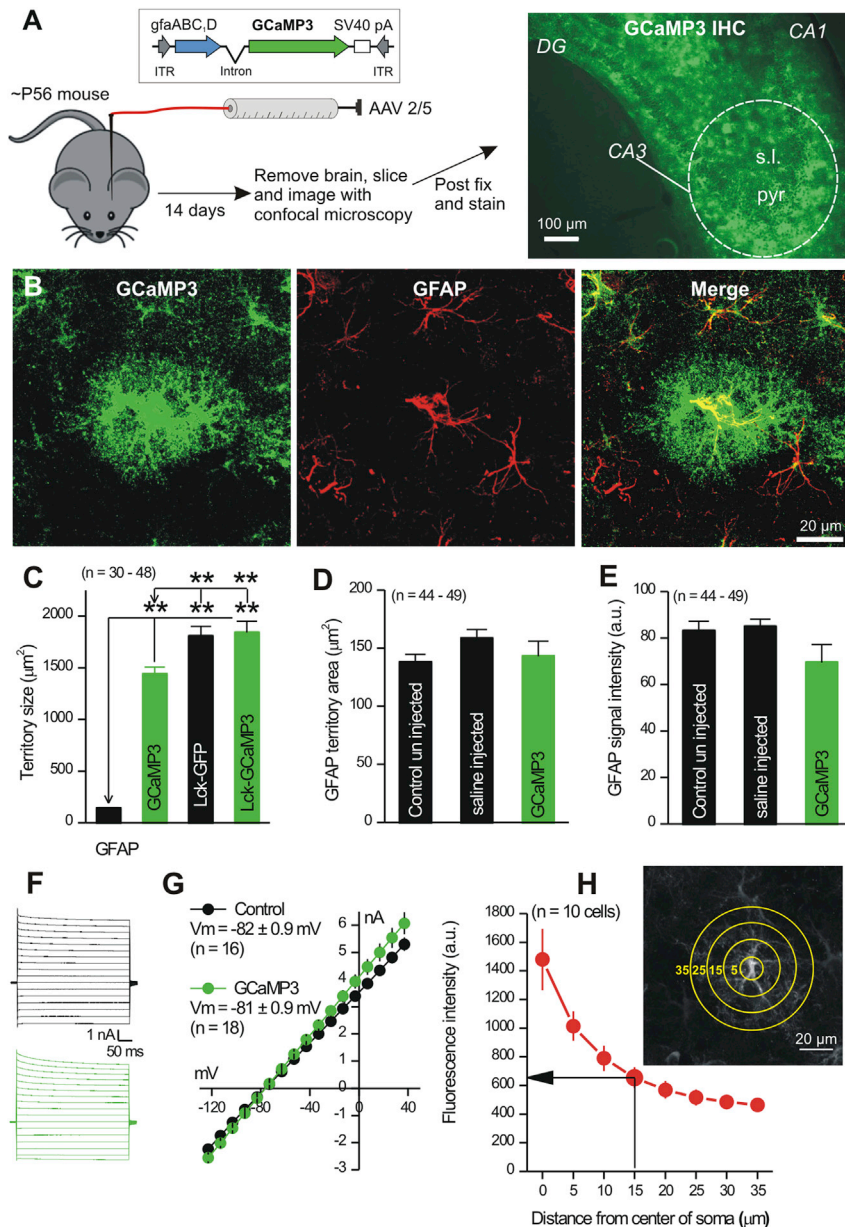 A
gfaABC₁D GCaMP3 SV40 pA
ITR Intron ITR
~P56 mouse
AAV 2/5
14 days
Remove brain, slice
and image with
confocal microscopy
Post fix
and stain
GCaMP3 IHC
DG
CA1
CA3
s.l.
pyr
100 µm
B
GCaMP3
GFAP
Merge
20 µm
C
(n = 30 - 48)
** ** **
** ** **
Territory size (µm²)
2000
1500
1000
500
0
GFAP
GCaMP3
Lck-GFP
Lck-GCaMP3
D
(n = 44 - 49)
GFAP territory area (µm²)
200
150
100
50
0
Control un injected
saline injected
GCaMP3
E
(n = 44 - 49)
GFAP signal intensity (a.u.)
100
80
60
40
20
0
Control un injected
saline injected
GCaMP3
F
1 nA
50 ms
G
Control
Vm = -82 ± 0.9 mV
(n = 16)
GCaMP3
Vm = -81 ± 0.9 mV
(n = 18)
nA
6
5
4
3
2
mV
-120 -80 -40 0 40
-1
-2
-3
H
(n = 10 cells)
Fluorescence intensity (a.u.)
1800
1600
1400
1200
1000
800
600
400
200
0
0 5 10 15 20 25 30 35
Distance from center of soma (µm)
35 25 15 5
20 µm